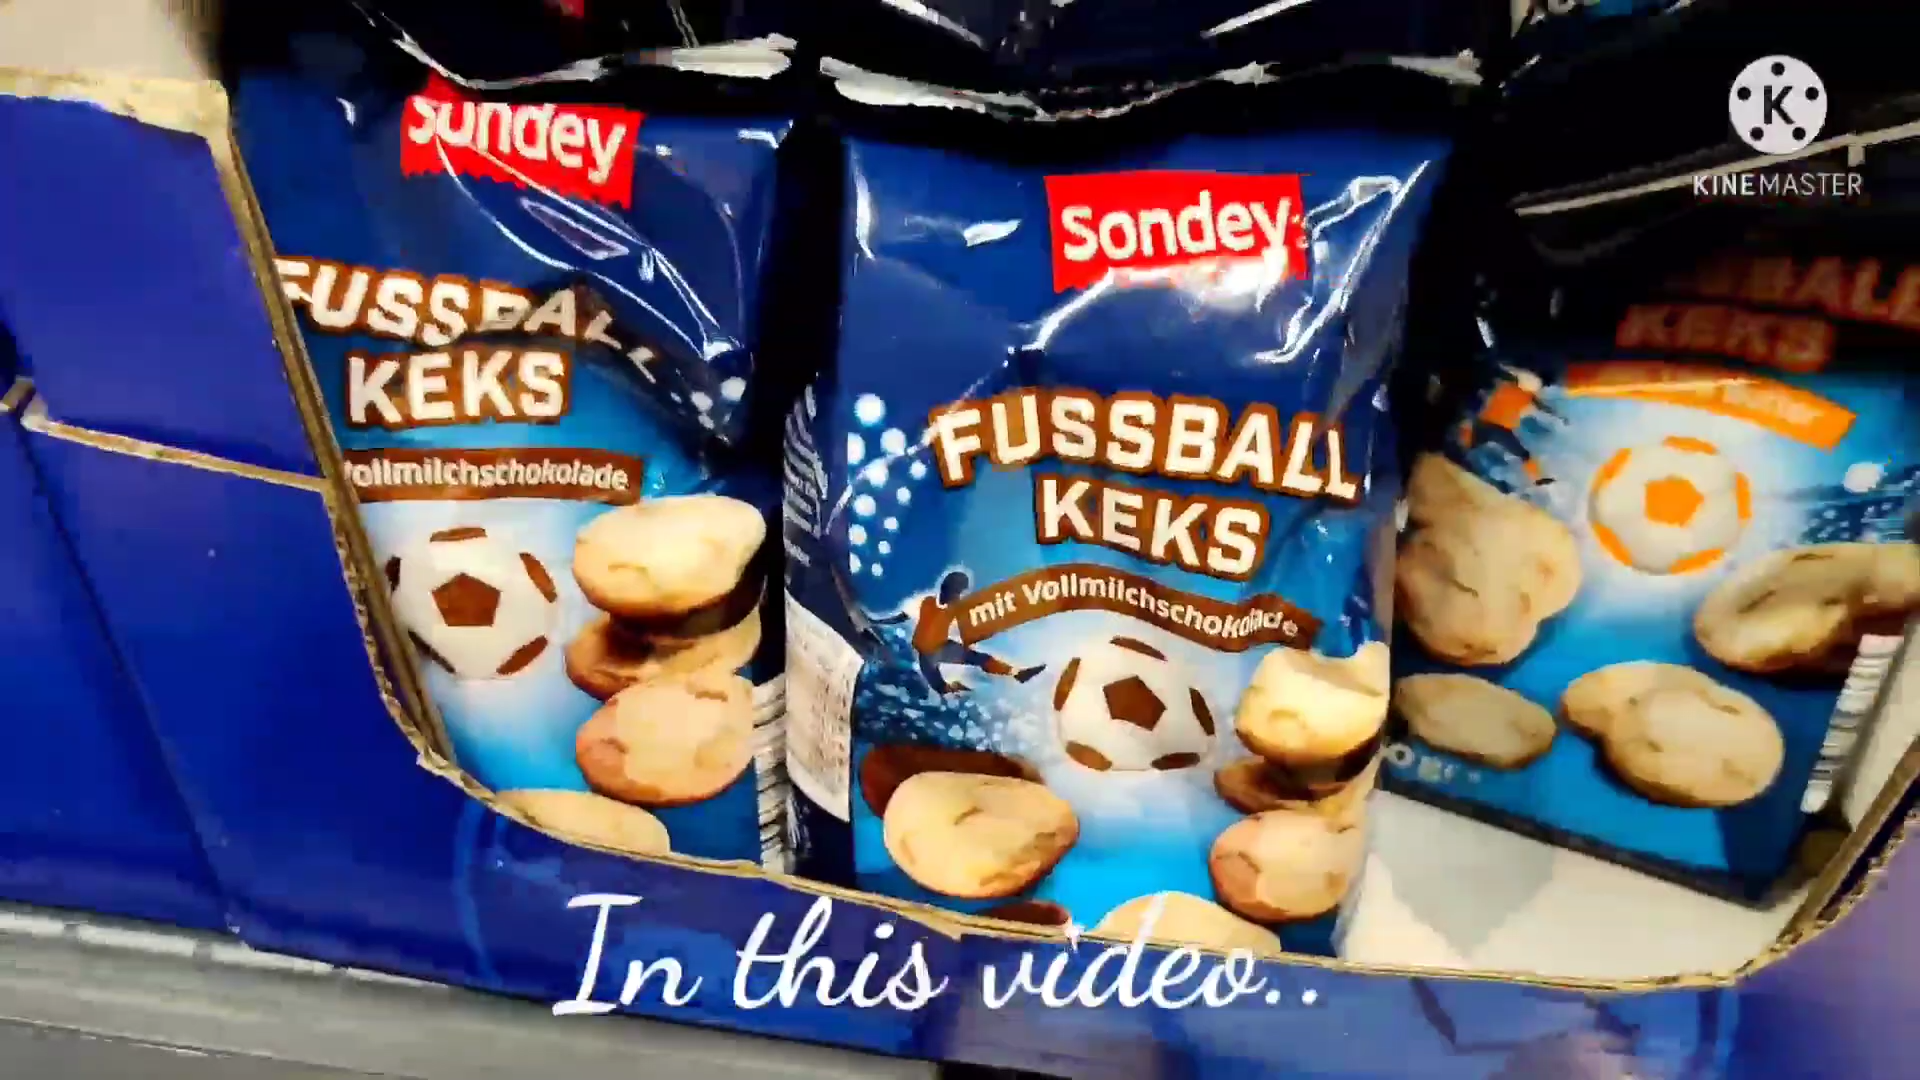 Sondey
FUSSBALL
KEKS
Vollmilchschokolade
Sondey
FUSSBALL
KEKS
mit Vollmilchschokolade
KEKS
K
KINEMASTER
In this video..